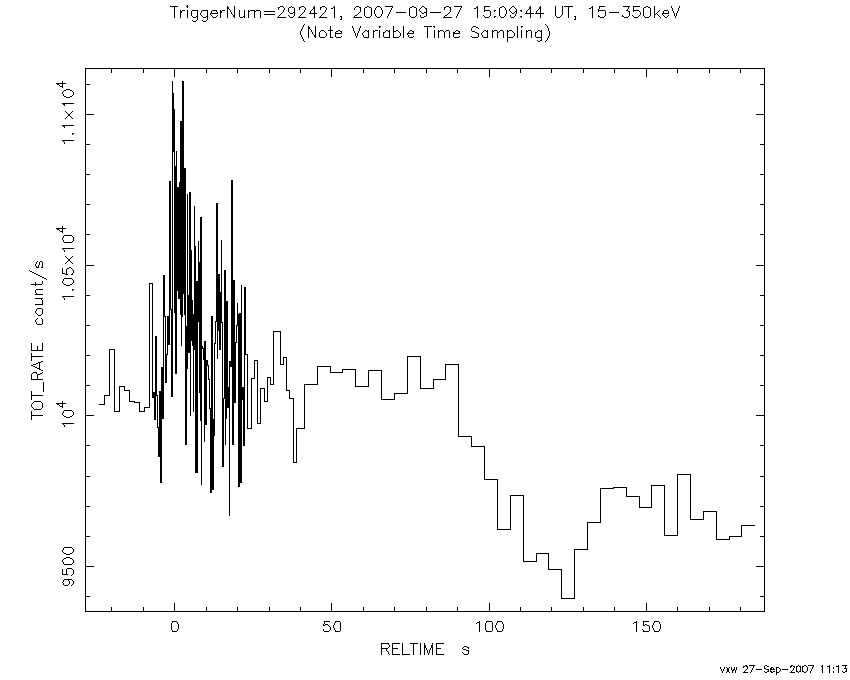 TriggerNum=292421, 2007-09-27 15:09:44 UT, 15-350keV
(Note Variable Time Sampling)
1.1×10⁴
1.05×10⁴
10⁴
9500
TOT_RATE count/s
0 50 100 150
RELTIME s
vxw 27-Sep-2007 11:13